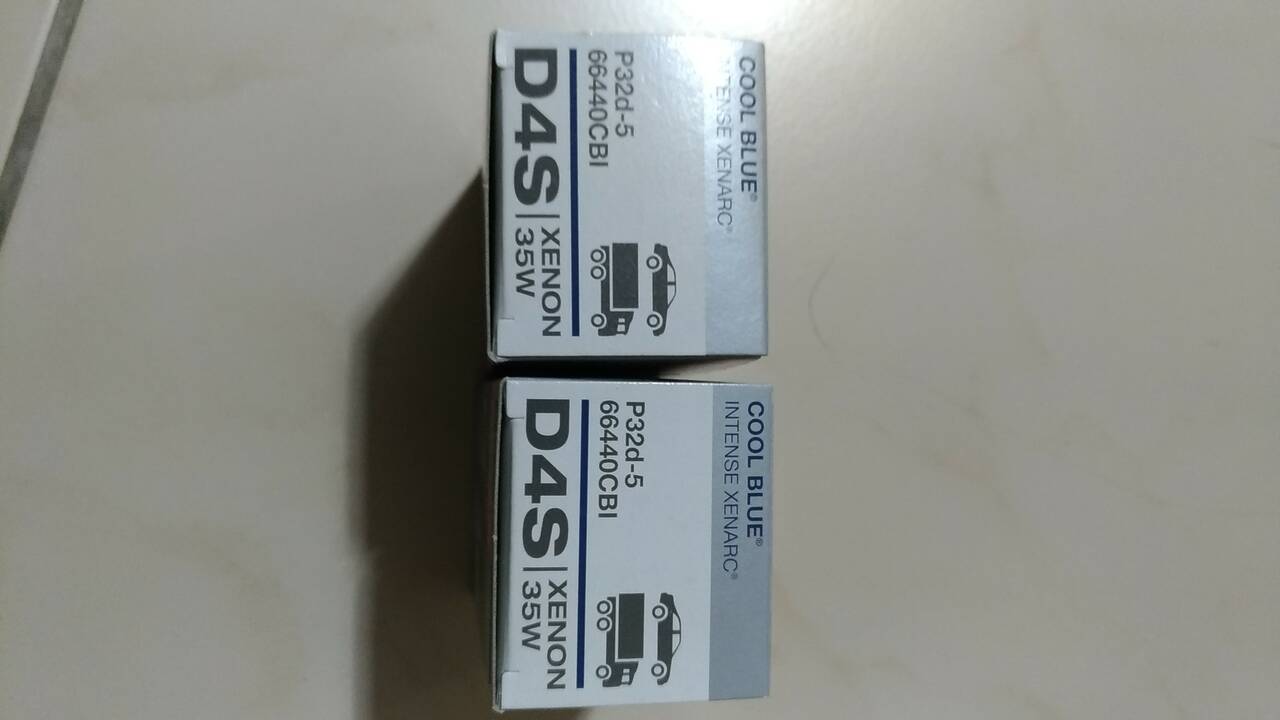 COOL BLUE®
INTENSE XENARC®
P32d-5
66440CBI
D4S | XENON
35W
COOL BLUE®
INTENSE XENARC®
P32d-5
66440CBI
D4S | XENON
35W